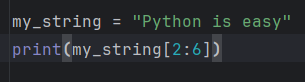 my_string = "Python is easy"
print(my_string[2:6])